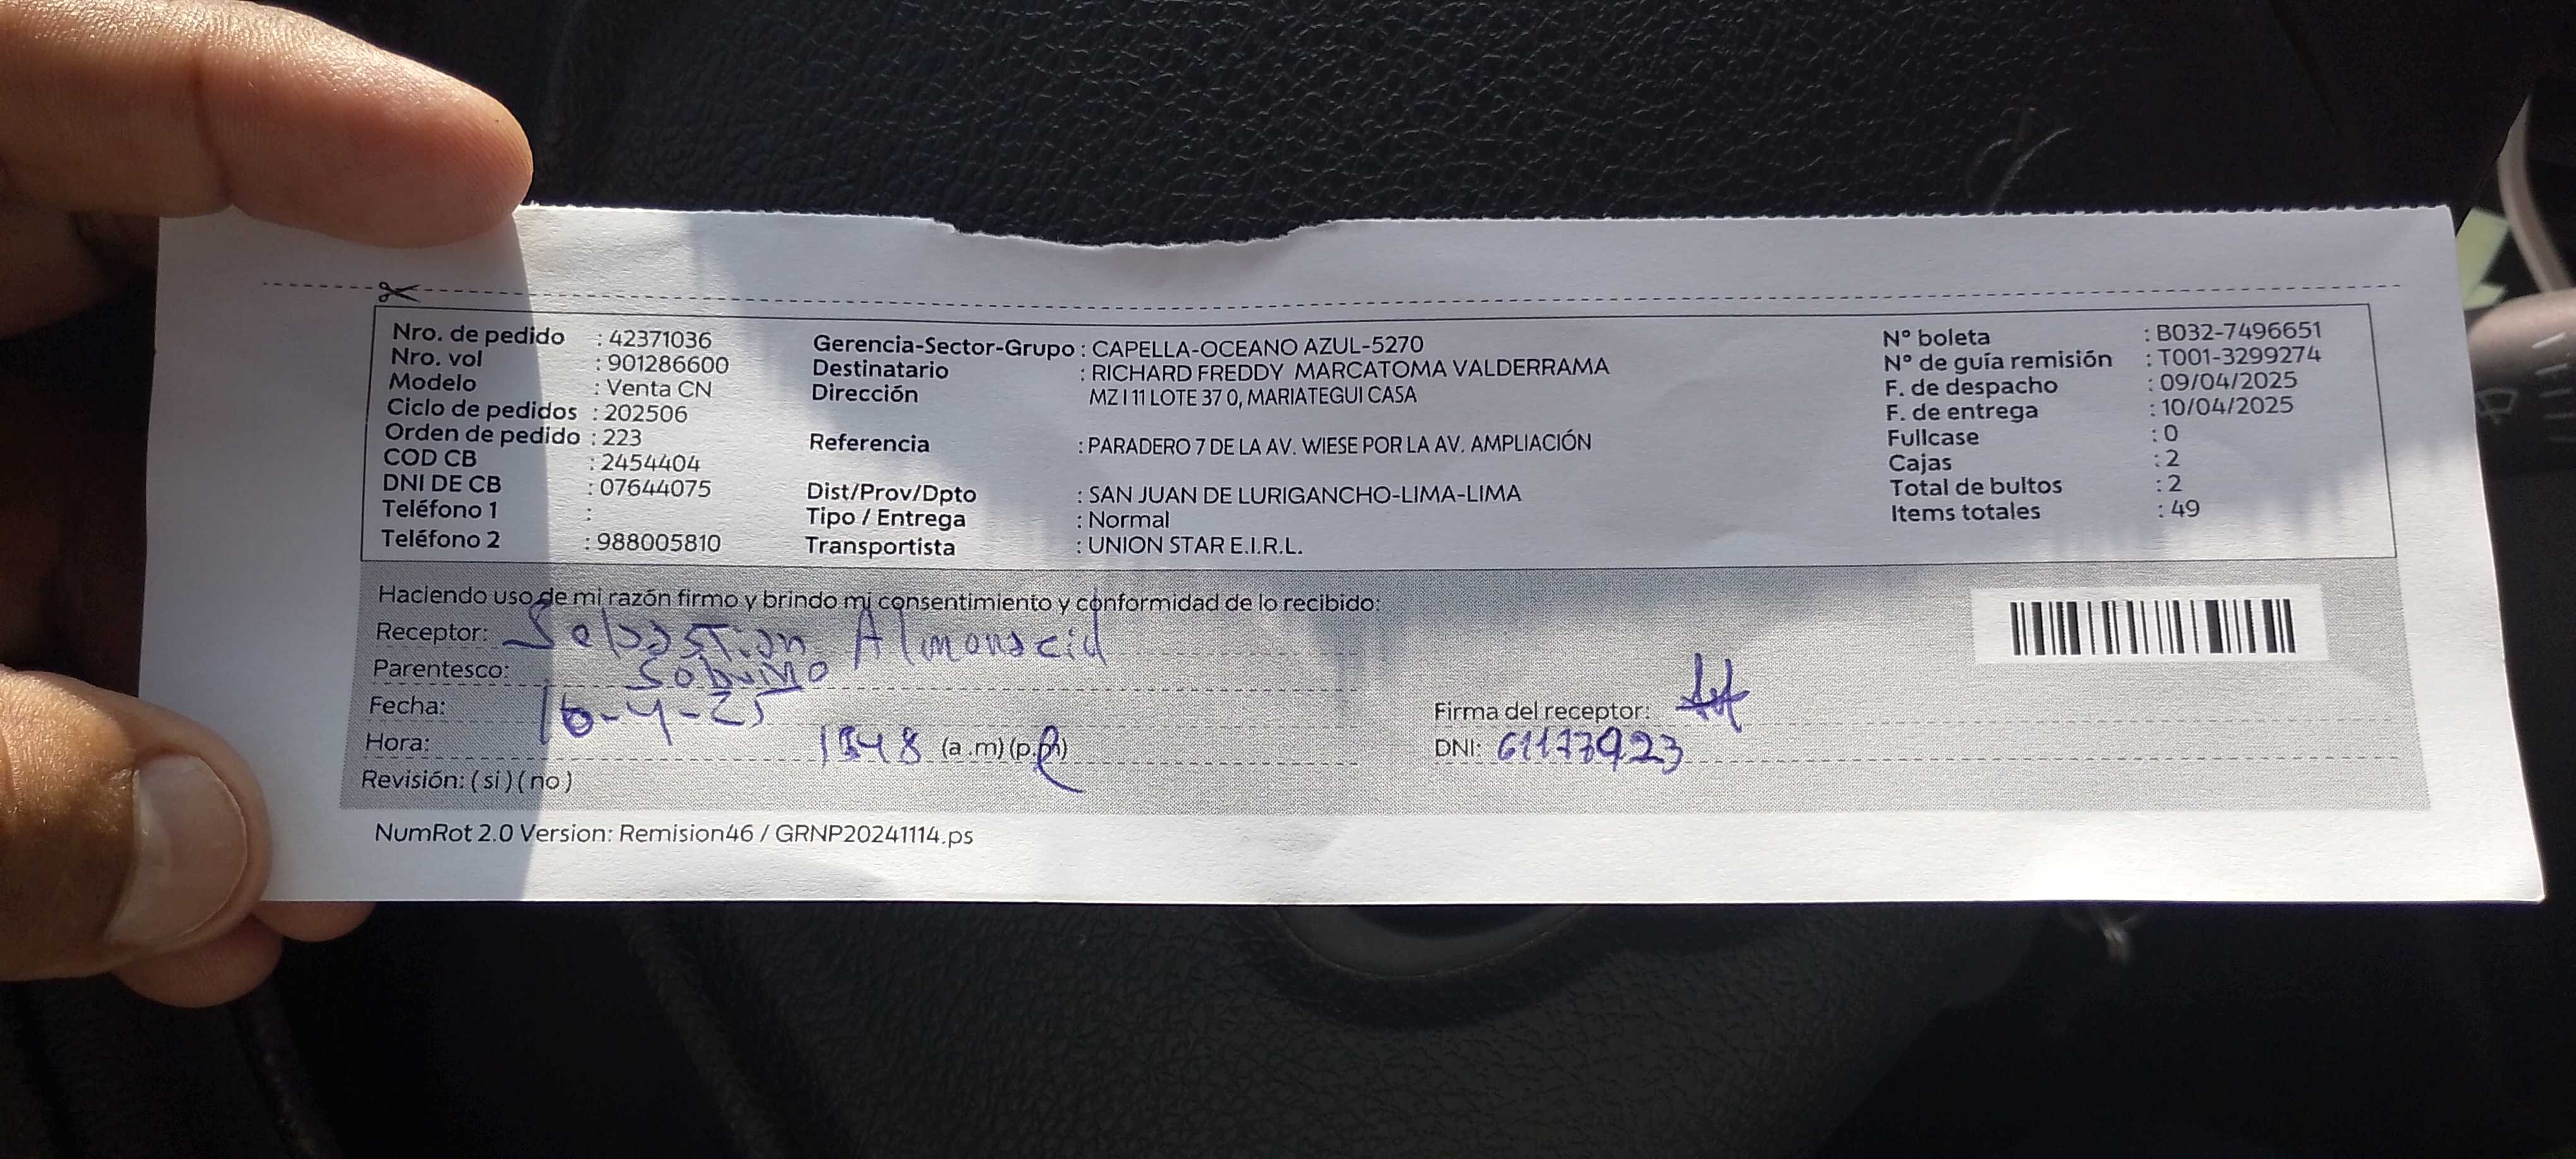 Nro. de pedido : 42371036
Nro. vol : 901286600
Modelo : Venta CN
Ciclo de pedidos : 202506
Orden de pedido : 223
COD CB : 2454404
DNI DE CB : 07644075
Teléfono 1 :
Teléfono 2 : 988005810
Gerencia-Sector-Grupo : CAPELLA-OCEANO AZUL-5270
Destinatario : RICHARD FREDDY MARCATOMA VALDERRAMA
Dirección MZ I 11 LOTE 37 0, MARIATEGUI CASA
Referencia : PARADERO 7 DE LA AV. WIESE POR LA AV. AMPLIACIÓN
Dist/Prov/Dpto : SAN JUAN DE LURIGANCHO-LIMA-LIMA
Tipo / Entrega : Normal
Transportista : UNION STAR E.I.R.L.
N° boleta : B032-7496651
N° de guía remisión : T001-3299274
F. de despacho : 09/04/2025
F. de entrega : 10/04/2025
Fullcase : 0
Cajas : 2
Total de bultos : 2
Items totales : 49
Haciendo uso de mi razón firmo y brindo mi consentimiento y conformidad de lo recibido:
Receptor: Sebastian Almonacid
Parentesco: Sobrino
Fecha:
Hora: (a.m) (p.m)
Revisión: ( si ) ( no )
Firma del receptor:
DNI:
NumRot 2.0 Version: Remision46 / GRNP20241114.ps